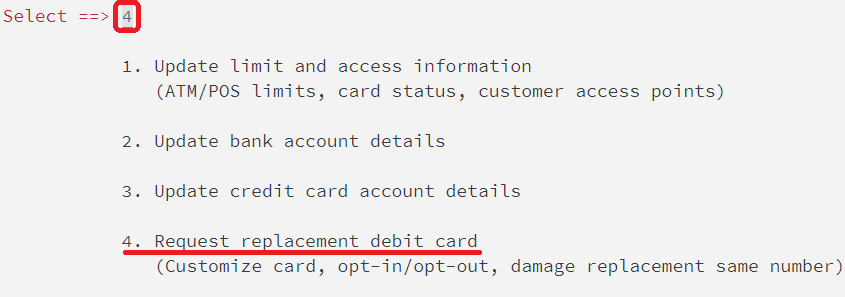 Select ==> 4
1. Update limit and access information
(ATM/POS limits, card status, customer access points)
2. Update bank account details
3. Update credit card account details
4. Request replacement debit card
(Customize card, opt-in/opt-out, damage replacement same number)